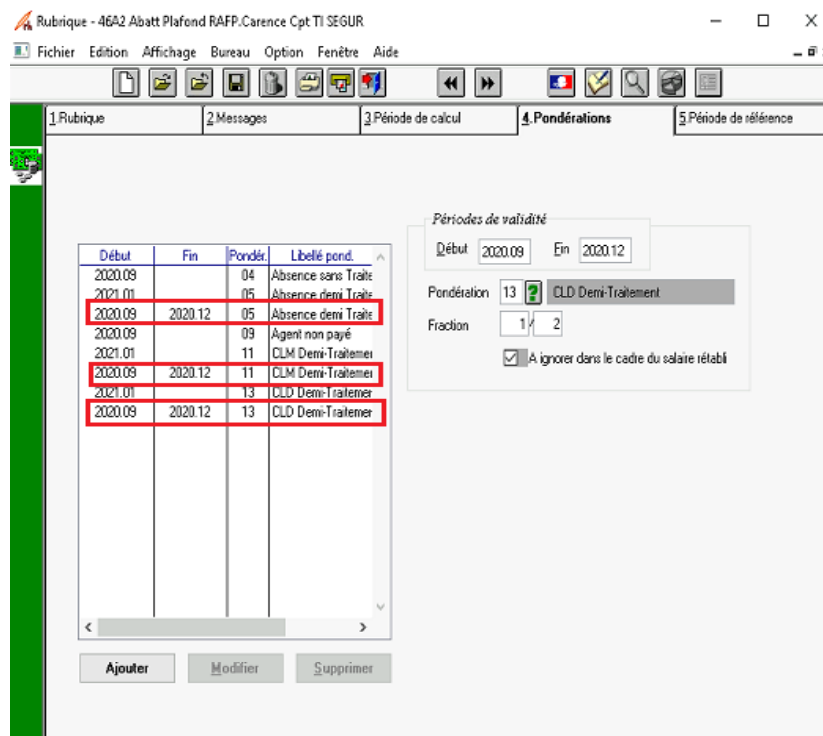 Rubrique - 46A2 Abatt Plafond RAFP.Carence Cpt TI SEGUR
Fichier Edition Affichage Bureau Option Fenêtre Aide
1.Rubrique 2.Messages 3.Période de calcul 4.Pondérations 5.Période de référence
Périodes de validité
Début 2020.09 Fin 2020.12
Pondération 13 ? CLD Demi-Traitement
Fraction 1 / 2
A ignorer dans le cadre du salaire rétabli
Début Fin Pondér. Libellé pond.
2020.09 04 Absence sans Traite
2021.01 05 Absence demi Traite
2020.09 2020.12 05 Absence demi Traite
2020.09 09 Agent non payé
2021.01 11 CLM Demi-Traitemer
2020.09 2020.12 11 CLM Demi-Traitemer
2021.01 13 CLD Demi-Traitemer
2020.09 2020.12 13 CLD Demi-Traitemer
Ajouter Modifier Supprimer